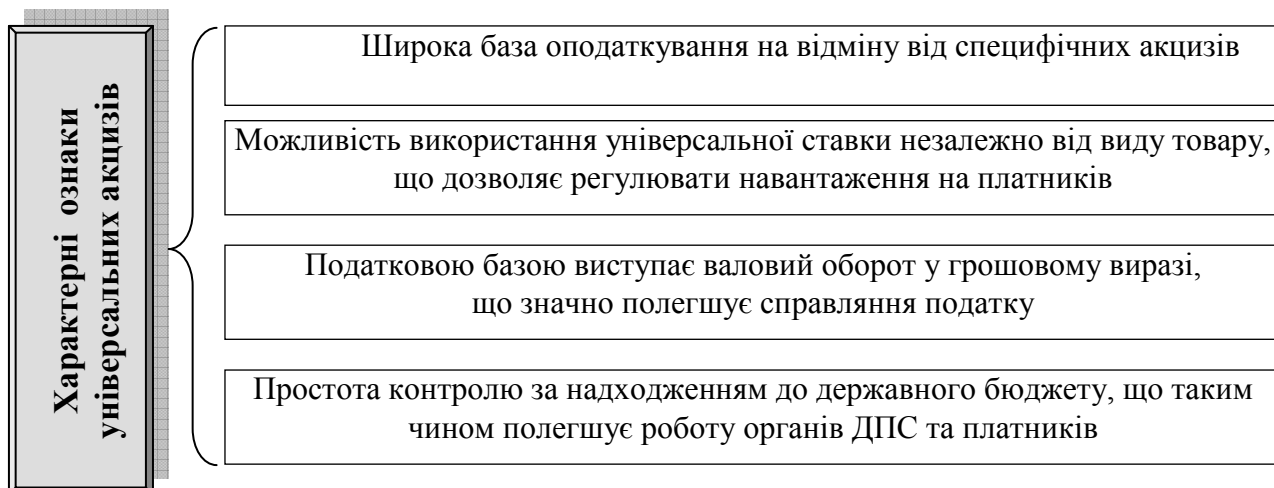 Характерні ознаки
універсальних акцизів
Широка база оподаткування на відміну від специфічних акцизів
Можливість використання універсальної ставки незалежно від виду товару,
що дозволяє регулювати навантаження на платників
Податковою базою виступає валовий оборот у грошовому виразі,
що значно полегшує справляння податку
Простота контролю за надходженням до державного бюджету, що таким
чином полегшує роботу органів ДПС та платників